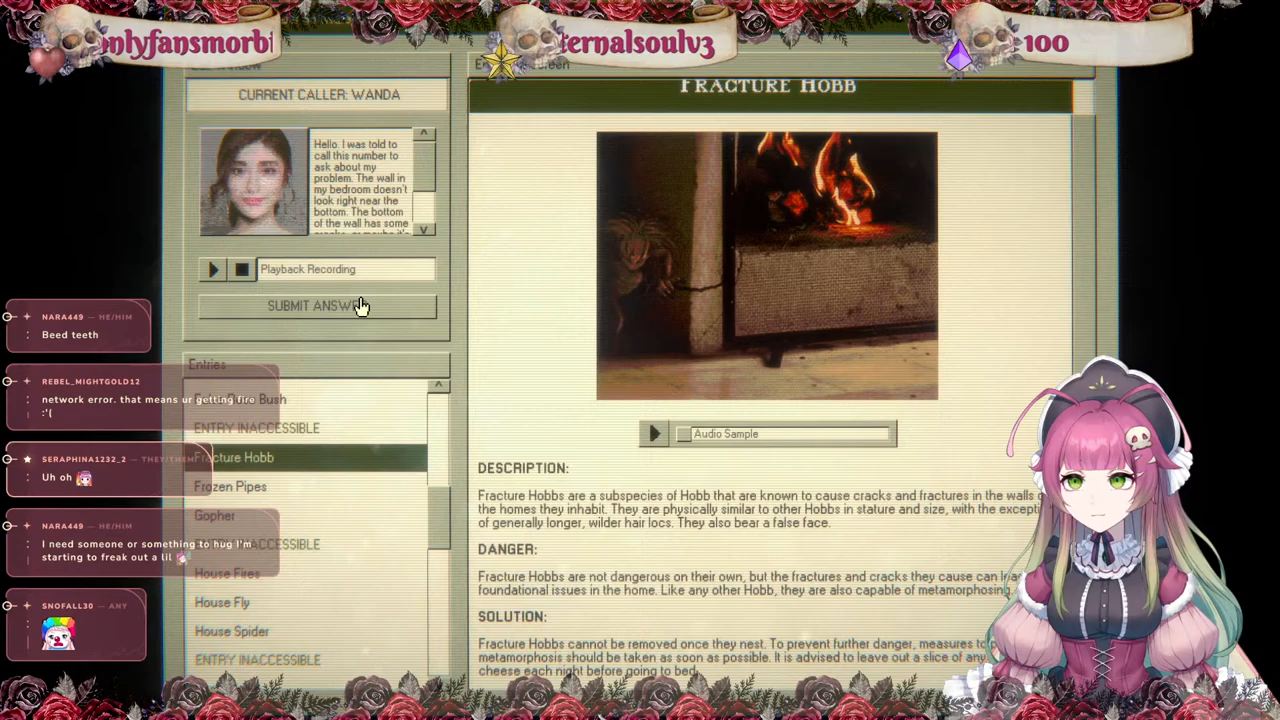 onlyfansmorbi
ternalsoulv3
100
CURRENT CALLER: WANDA
Hello. I was told to
call this number to
ask about my
problem. The wall in
my bedroom doesn't
look right near the
bottom. The bottom
of the wall has some
Playback Recording
SUBMIT ANSWE
Entries
Bush
ENTRY INACCESSIBLE
Fracture Hobb
Frozen Pipes
Gopher
ACCESSIBLE
House Fires
House Fly
House Spider
ENTRY INACCESSIBLE
FRACTURE HOBB
Audio Sample
DESCRIPTION:
Fracture Hobbs are a subspecies of Hobb that are known to cause cracks and fractures in the walls o
the homes they inhabit. They are physically similar to other Hobbs in stature and size, with the excepti
of generally longer, wilder hair locs. They also bear a false face.
DANGER:
Fracture Hobbs are not dangerous on their own, but the fractures and cracks they cause can lea
foundational issues in the home. Like any other Hobb, they are also capable of metamorphosing.
SOLUTION:
Fracture Hobbs cannot be removed once they nest. To prevent further danger, measures to
metamorphosis should be taken as soon as possible. It is advised to leave out a slice of any
cheese each night before going to bed.
NARA449 — HE/HIM
Beed teeth
REBEL_MIGHTGOLD12
network error. that means ur getting fire
:'(
SERAPHINA1232_2 — THEY/THEM
Uh oh
NARA449 — HE/HIM
I need someone or something to hug I'm
starting to freak out a lil
SNOFALL30 — ANY